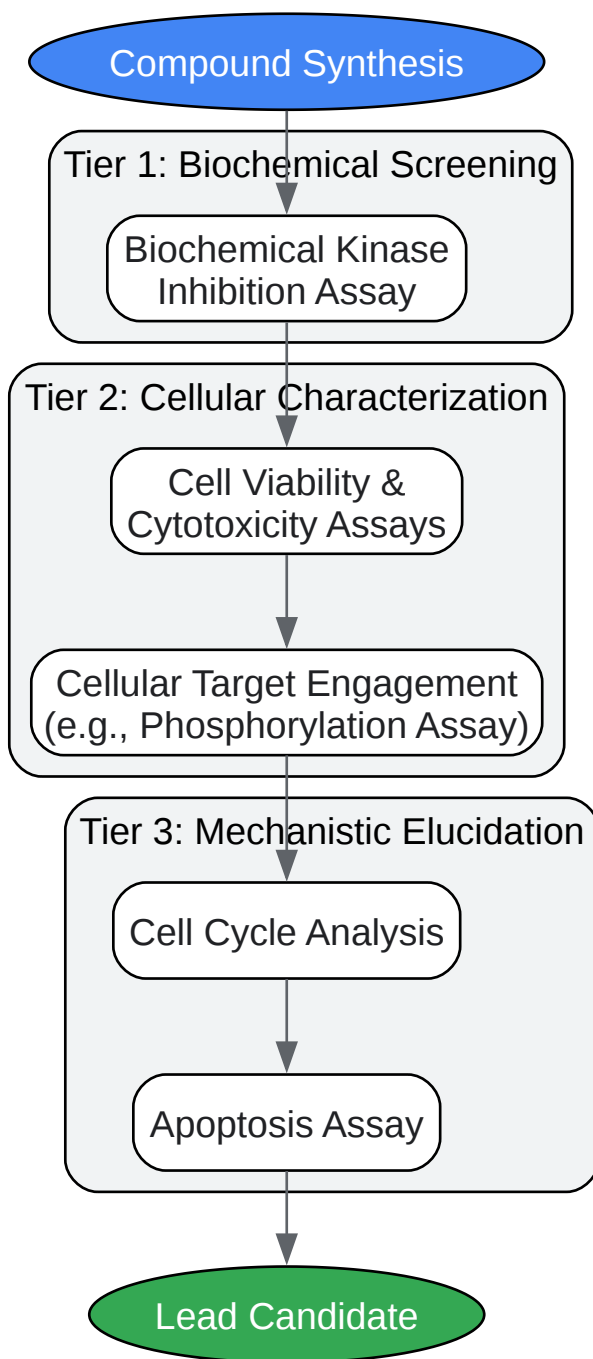 Compound Synthesis
Tier 1: Biochemical Screening
Biochemical Kinase
Inhibition Assay
Tier 2: Cellular Characterization
Cell Viability &
Cytotoxicity Assays
Cellular Target Engagement
(e.g., Phosphorylation Assay)
Tier 3: Mechanistic Elucidation
Cell Cycle Analysis
Apoptosis Assay
Lead Candidate